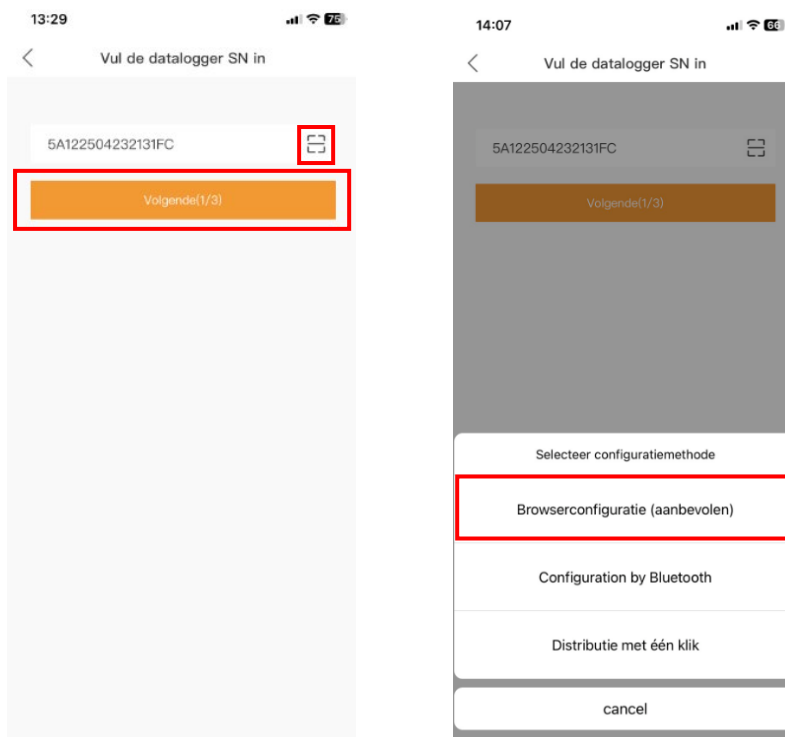 13:29
75
Vul de datalogger SN in
5A122504232131FC
Volgende(1/3)
14:07
66
Vul de datalogger SN in
5A122504232131FC
Volgende(1/3)
Selecteer configuratiemethode
Browserconfiguratie (aanbevolen)
Configuration by Bluetooth
Distributie met één klik
cancel